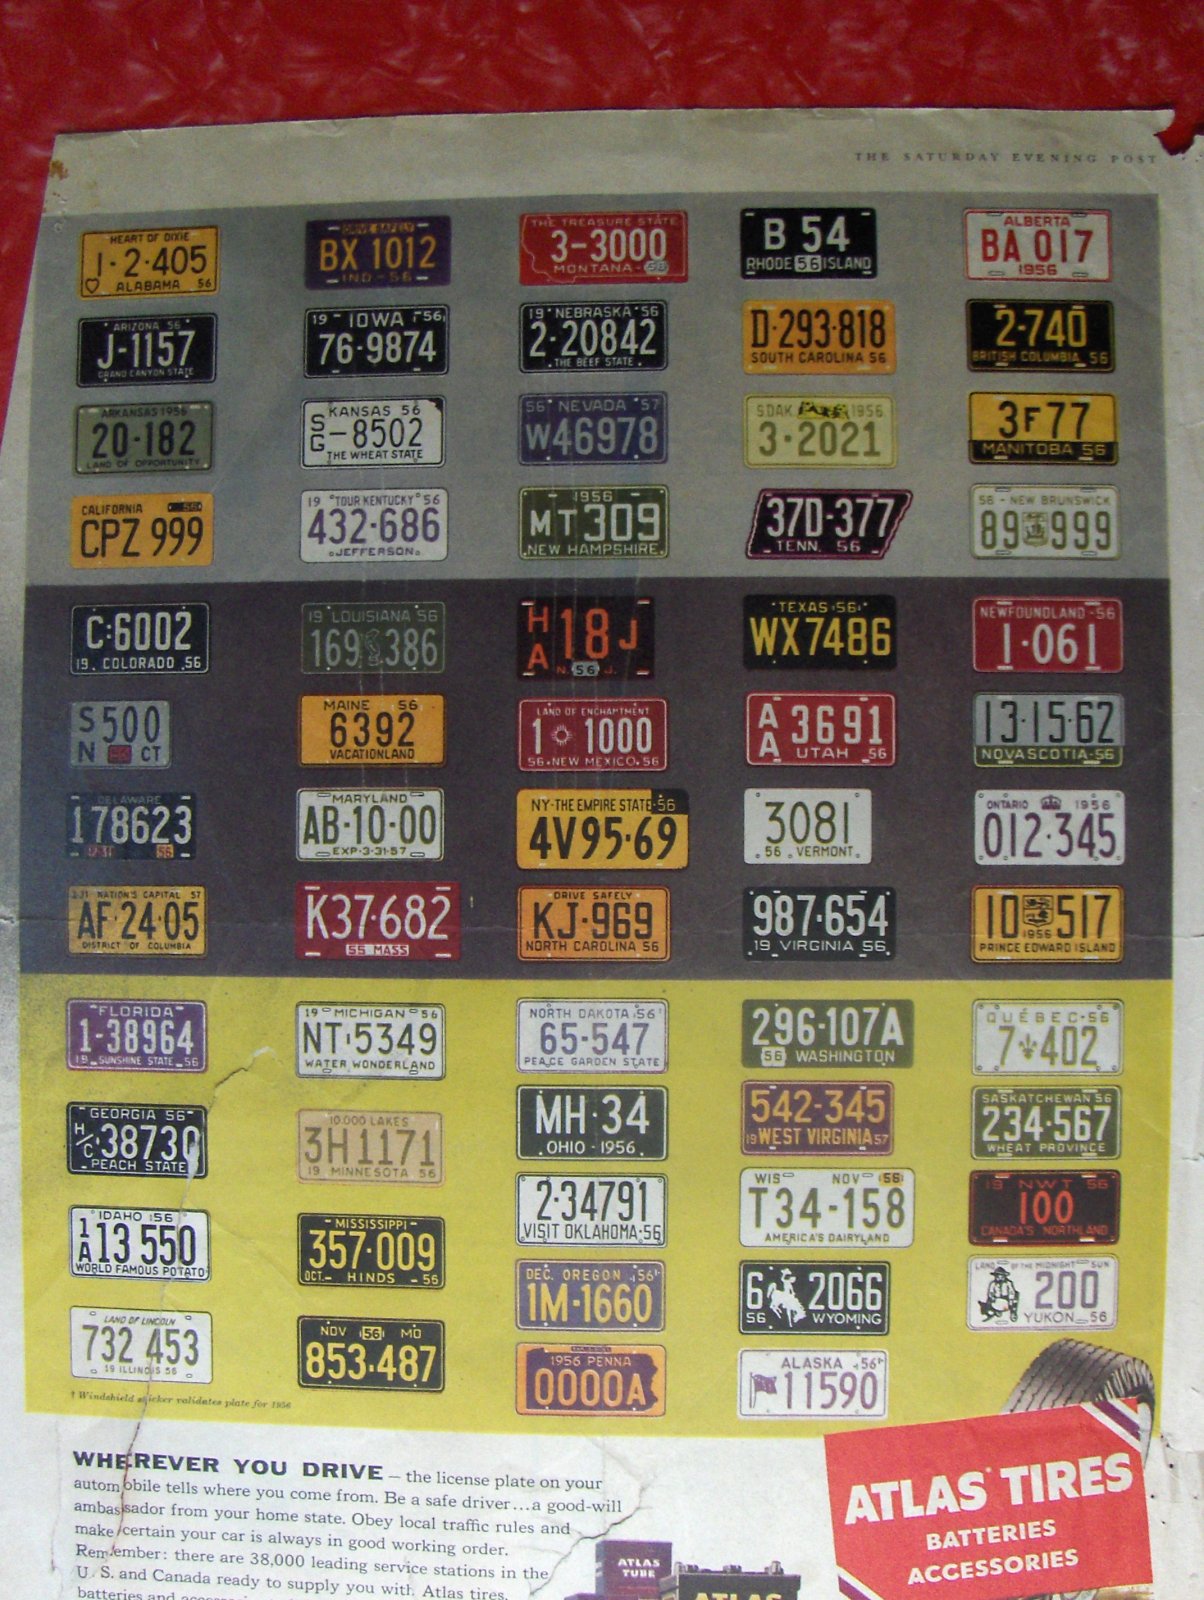 THE SATURDAY EVENING POST
HEART OF DIXIE
1·2·405
ALABAMA 56
DRIVE SAFELY
BX 1012
IND - 56
THE TREASURE STATE
3-3000
MONTANA - 56
B 54
RHODE 56 ISLAND
ALBERTA
BA 017
1956
ARIZONA 56
J-1157
GRAND CANYON STATE
19 IOWA 56
76-9874
19 NEBRASKA 56
2-20842
THE BEEF STATE
D·293·818
SOUTH CAROLINA 56
2-740
BRITISH COLUMBIA 56
ARKANSAS 1956
20-182
LAND OF OPPORTUNITY
KANSAS 56
SG-8502
THE WHEAT STATE
56 NEVADA 57
W46978
S.DAK. 1956
3·2021
3F77
MANITOBA 56
CALIFORNIA 56
CPZ 999
19 "TOUR KENTUCKY" 56
432·686
JEFFERSON
1956
MT309
NEW HAMPSHIRE
37D-377
TENN. 56
56 - NEW BRUNSWICK
89 999
C:6002
19 COLORADO 56
19 LOUISIANA 56
169 386
HA 18 J
N. 56 J.
TEXAS 56
WX7486
NEWFOUNDLAND -56
1·061
SN 500
CT
MAINE 56
6392
VACATIONLAND
LAND OF ENCHANTMENT
1 1000
56·NEW MEXICO·56
AA 3691
UTAH 56
13·15·62
NOVA SCOTIA-56
DELAWARE
178623
56
MARYLAND
AB·10·00
EXP·3·31·57
NY-THE EMPIRE STATE·56
4V95·69
3081
56 VERMONT
ONTARIO 1956
012·345
NATION'S CAPITAL 57
AF·24·05
DISTRICT OF COLUMBIA
K37·682
55 MASS
DRIVE SAFELY
KJ·969
NORTH CAROLINA 56
987·654
19 VIRGINIA 56
10 517
1956
PRINCE EDWARD ISLAND
FLORIDA
1-38964
19 SUNSHINE STATE 56
19 MICHIGAN 56
NT·5349
WATER WONDERLAND
NORTH DAKOTA 56
65-547
PEACE GARDEN STATE
296·107A
56 WASHINGTON
QUÉBEC·56
7 402
GEORGIA 56
H/C·38730
PEACH STATE
10,000 LAKES
3H1171
19 MINNESOTA 56
MH·34
OHIO · 1956
542-345
19 WEST VIRGINIA 57
SASKATCHEWAN 56
234·567
WHEAT PROVINCE
IDAHO 56
1A 13 550
WORLD FAMOUS POTATO
MISSISSIPPI
357·009
OCT. HINDS 56
2·34791
VISIT OKLAHOMA·56
WIS NOV 56
T34-158
AMERICA'S DAIRYLAND
19 NWT 56
100
CANADA'S NORTHLAND
LAND OF LINCOLN
732 453
19 ILLINOIS 56
NOV 56 MO
853·487
DEC. OREGON 56†
1M·1660
6 2066
56 WYOMING
LAND OF THE MIDNIGHT SUN
200
YUKON 56
1956 PENNA
0000A
ALASKA 56†
11590
† Windshield sticker validates plate for 1956
WHEREVER YOU DRIVE — the license plate on your
automobile tells where you come from. Be a safe driver...a good-will
ambassador from your home state. Obey local traffic rules and
make certain your car is always in good working order.
Remember: there are 38,000 leading service stations in the
U. S. and Canada ready to supply you with Atlas tires,
batteries and
ATLAS TIRES
BATTERIES
ACCESSORIES
ATLAS
TUBE
ATLAS